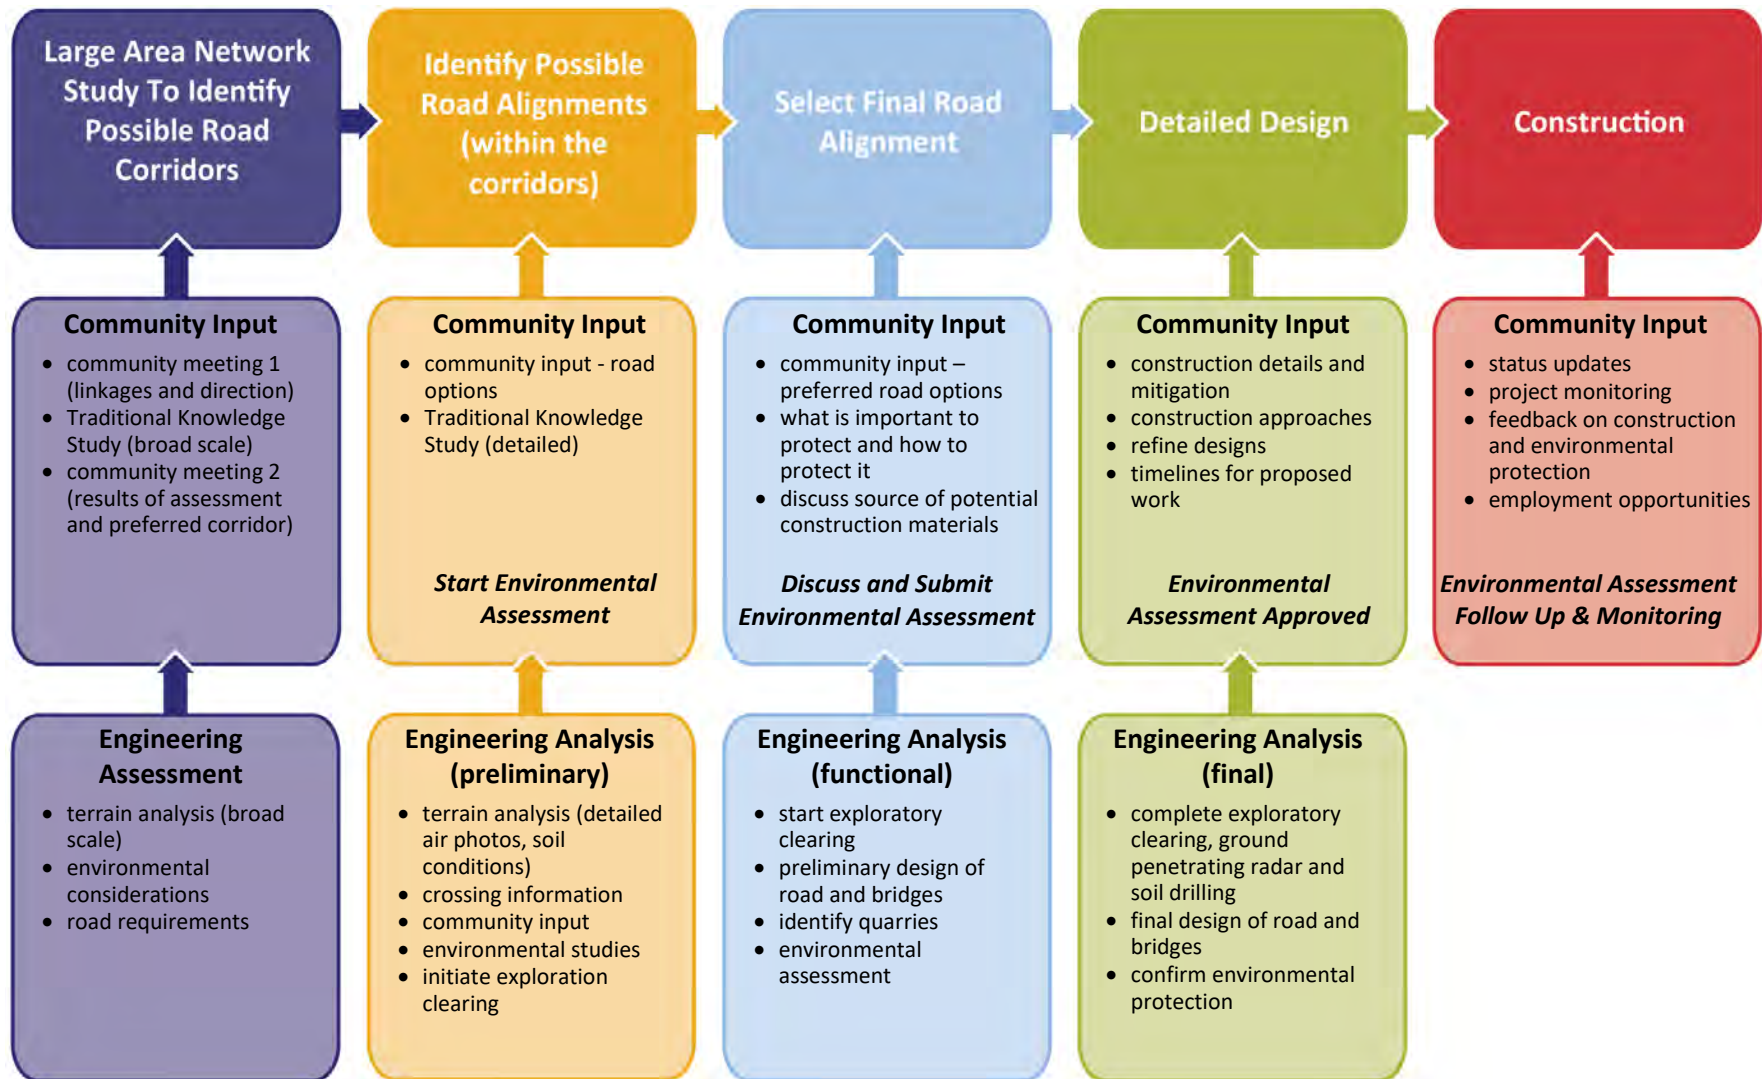 Large Area Network
Study To Identify
Possible Road
Corridors
Identify Possible
Road Alignments
(within the
corridors)
Select Final Road
Alignment
Detailed Design
Construction
Community Input
• community meeting 1
(linkages and direction)
• Traditional Knowledge
Study (broad scale)
• community meeting 2
(results of assessment
and preferred corridor)
Community Input
• community input - road
options
• Traditional Knowledge
Study (detailed)
Start Environmental
Assessment
Community Input
• community input –
preferred road options
• what is important to
protect and how to
protect it
• discuss source of potential
construction materials
Discuss and Submit
Environmental Assessment
Community Input
• construction details and
mitigation
• construction approaches
• refine designs
• timelines for proposed
work
Environmental
Assessment Approved
Community Input
• status updates
• project monitoring
• feedback on construction
and environmental
protection
• employment opportunities
Environmental Assessment
Follow Up & Monitoring
Engineering
Assessment
• terrain analysis (broad
scale)
• environmental
considerations
• road requirements
Engineering Analysis
(preliminary)
• terrain analysis (detailed
air photos, soil
conditions)
• crossing information
• community input
• environmental studies
• initiate exploration
clearing
Engineering Analysis
(functional)
• start exploratory
clearing
• preliminary design of
road and bridges
• identify quarries
• environmental
assessment
Engineering Analysis
(final)
• complete exploratory
clearing, ground
penetrating radar and
soil drilling
• final design of road and
bridges
• confirm environmental
protection